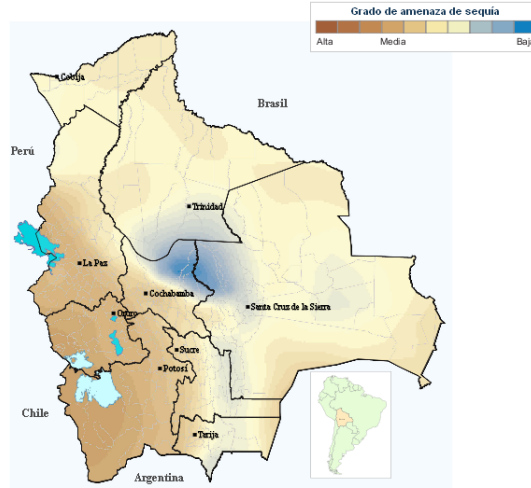 Grado de amenaza de sequía
Alta Media Baja
Cobija
Brasil
Perú
Trinidad
La Paz
Cochabamba
Santa Cruz de la Sierra
Oruro
Sucre
Potosí
Chile
Tarija
Argentina